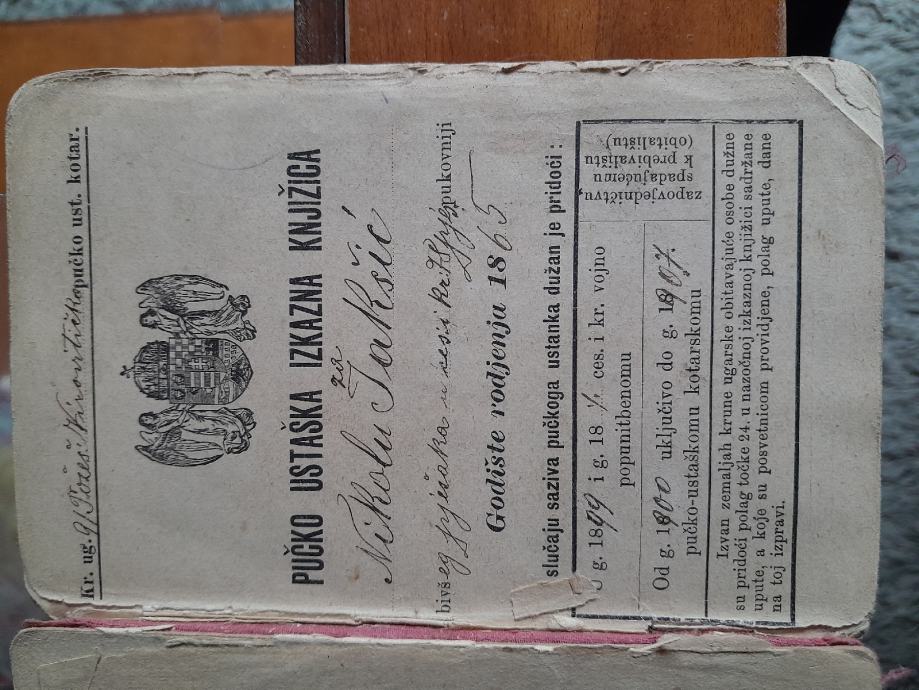 Kr. ug. 9/Požeš: Virovitičko pučko ust. kotar.
PUČKO USTAŠKA IZKAZNA KNJIŽICA
za
Nikolu Jakšić
bivšeg pješaka u ces. i kr. pukovniji
Godište rodjenja 1865
slučaju saziva pučkoga ustanka dužan je pridoći :
g. 1899 i g. 18 ces. i kr. vojno
popunitbenomu
Od g. 1900 uključivo do g. 1907.
pučko-ustaškomu kotarskomu
zapovjedničtvu,
spadajućemu
k prebivalištu
(obitalištu)
Izvan zemaljah krune ugarske obitavajuće osobe dužne
su pridoći polag točke 24. u nazočnoj izkaznoj knjižici sadržane
upute, a koje su posvetnicom providjene, polag upute, dane
na toj izpravi.